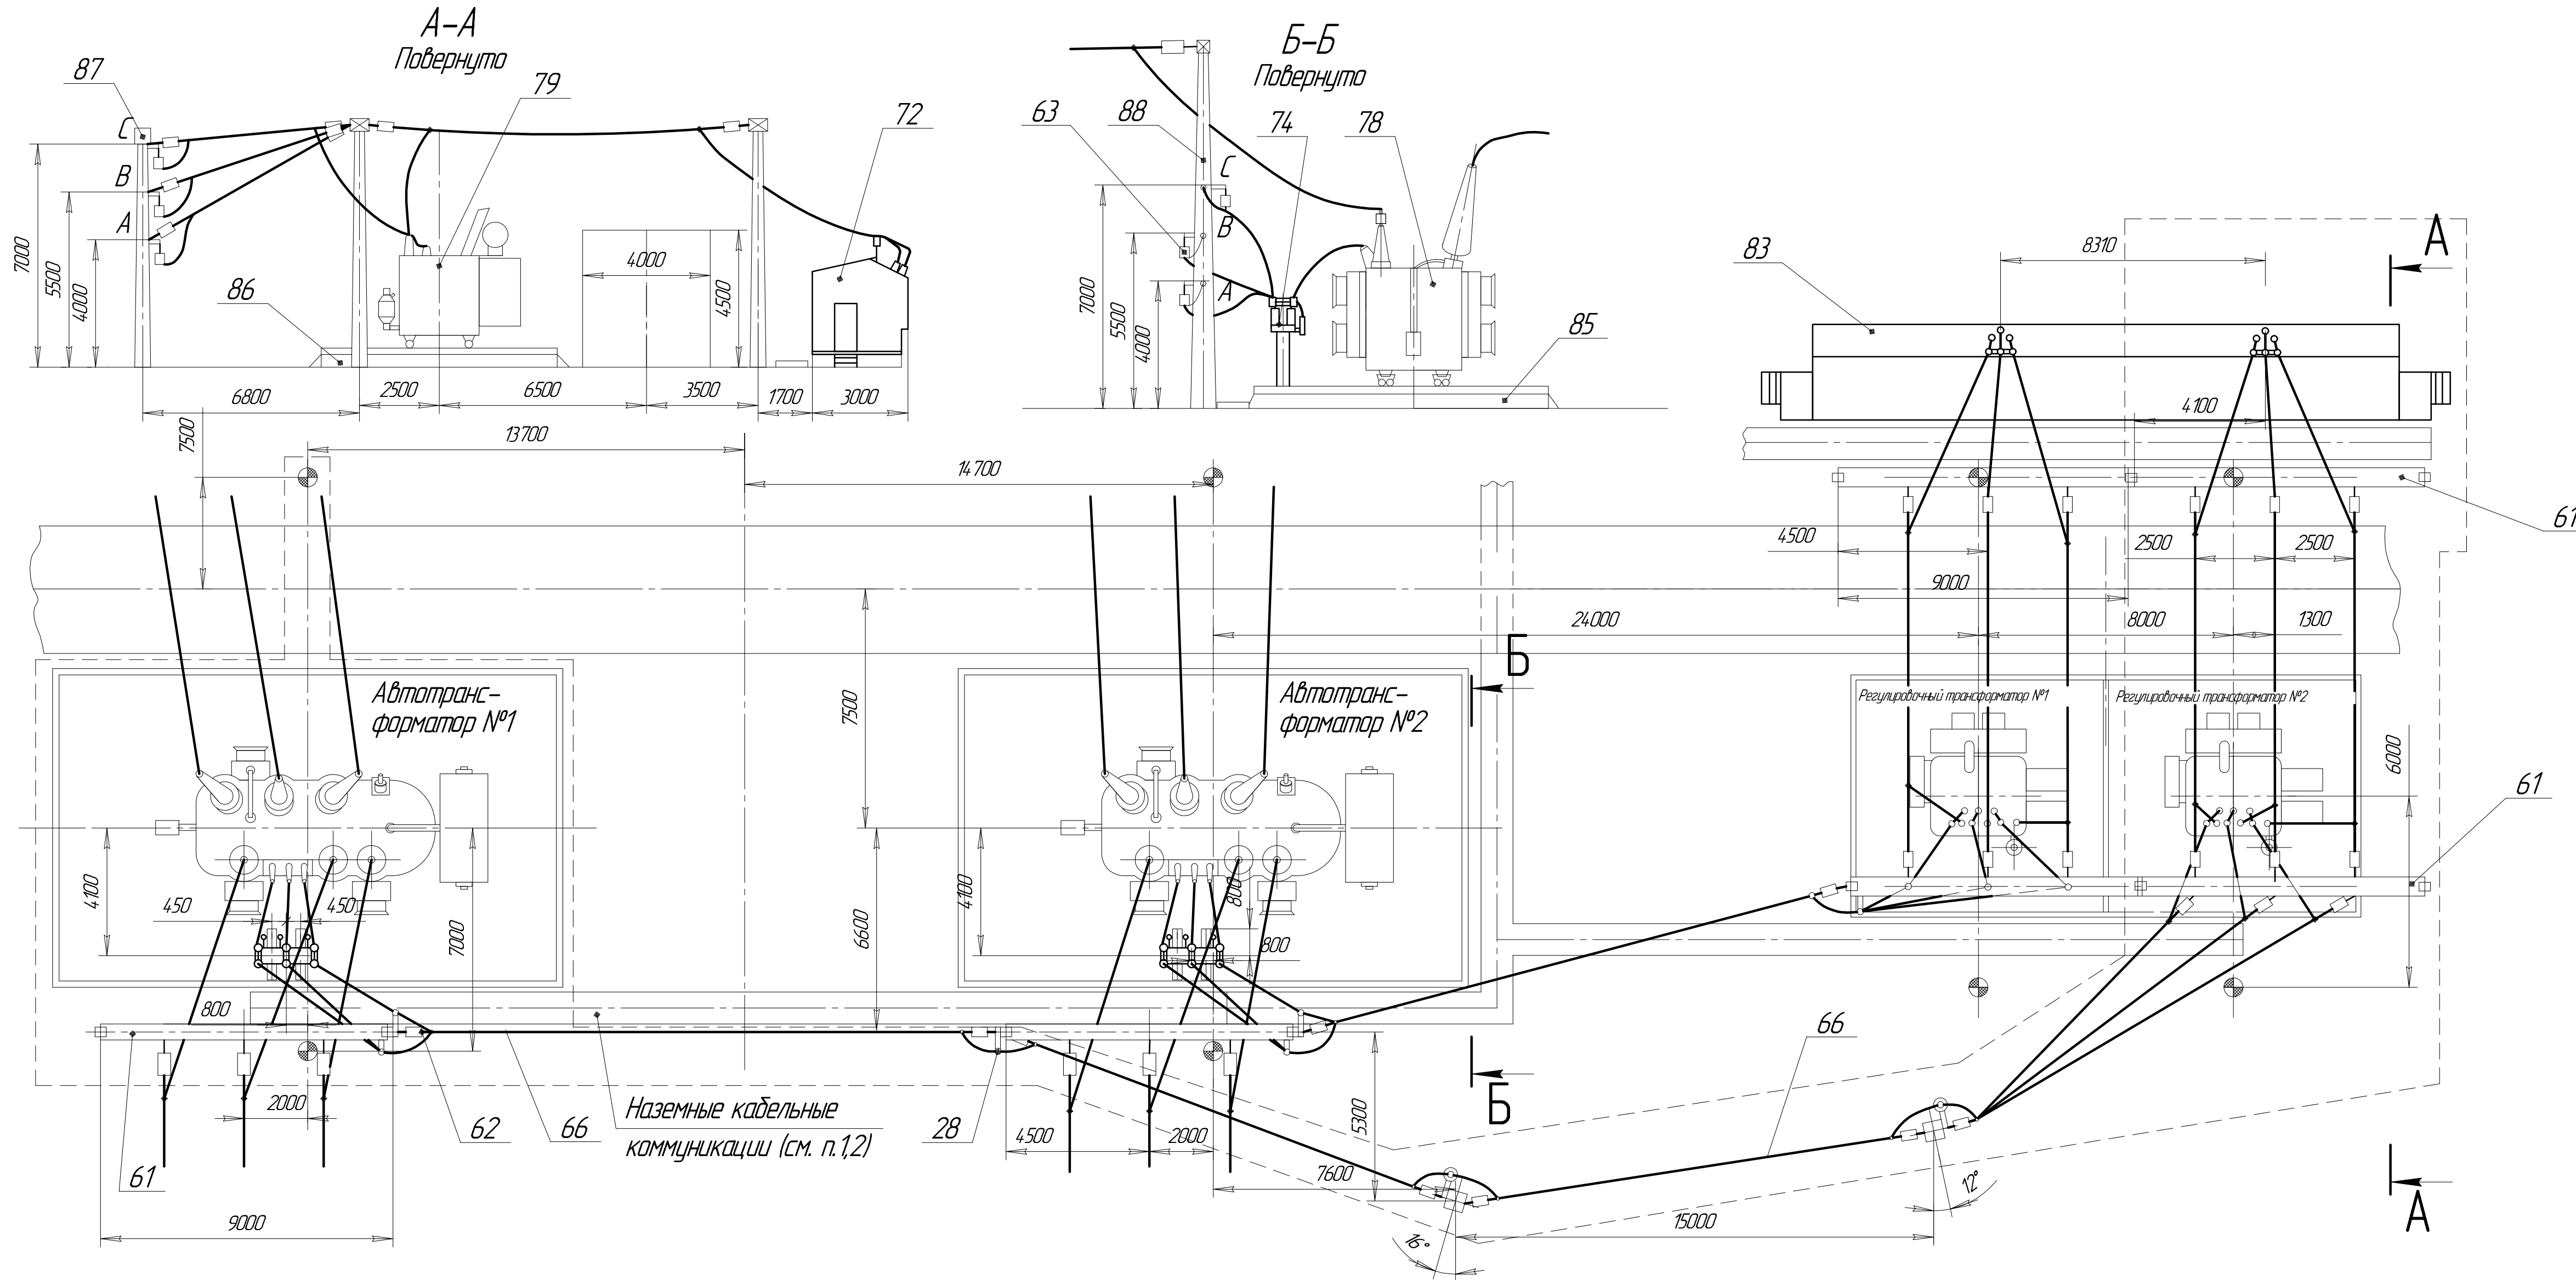 А-А
Повернуто
87
79
72
С
В
А
86
7000
5500
4000
4000
4500
6800
2500
6500
3500
1700
3000
Б-Б
Повернуто
63
88
74
78
С
В
А
7000
5500
4000
85
83
8310
А
4100
61
7500
13700
14700
4500
2500
2500
9000
24000
8000
1300
Б
7500
Автотранс-
форматор №1
Автотранс-
форматор №2
Регулировочный трансформатор №1
Регулировочный трансформатор №2
6000
61
4100
450
450
7000
6600
4100
800
800
800
2000
61
9000
62
66
Наземные кабельные
коммуникации (см. п.1,2)
28
4500
2000
5300
7600
Б
66
16°
15000
12°
А